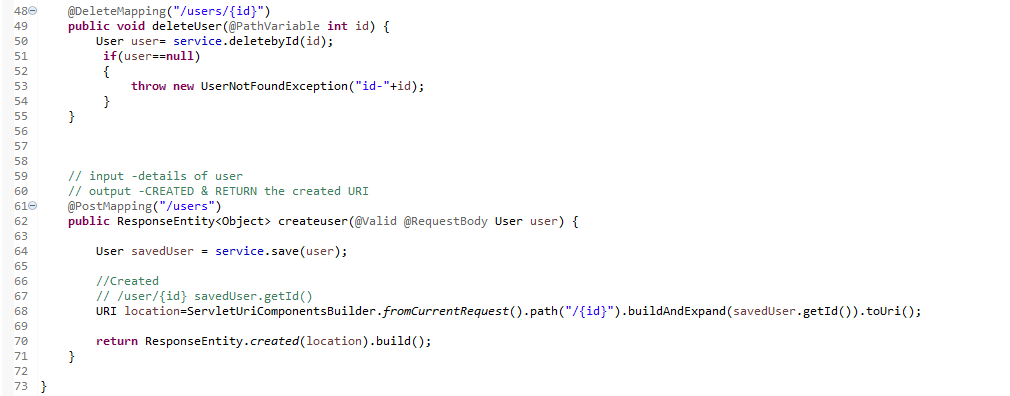 48 @DeleteMapping("/users/{id}")
49 public void deleteUser(@PathVariable int id) {
50 User user= service.deletebyId(id);
51 if(user==null)
52 {
53 throw new UserNotFoundException("id-"+id);
54 }
55 }
56
57
58
59 // input -details of user
60 // output -CREATED & RETURN the created URI
61 @PostMapping("/users")
62 public ResponseEntity<Object> createuser(@Valid @RequestBody User user) {
63
64 User savedUser = service.save(user);
65
66 //Created
67 // /user/{id} savedUser.getId()
68 URI location=ServletUriComponentsBuilder.fromCurrentRequest().path("/{id}").buildAndExpand(savedUser.getId()).toUri();
69
70 return ResponseEntity.created(location).build();
71 }
72
73 }